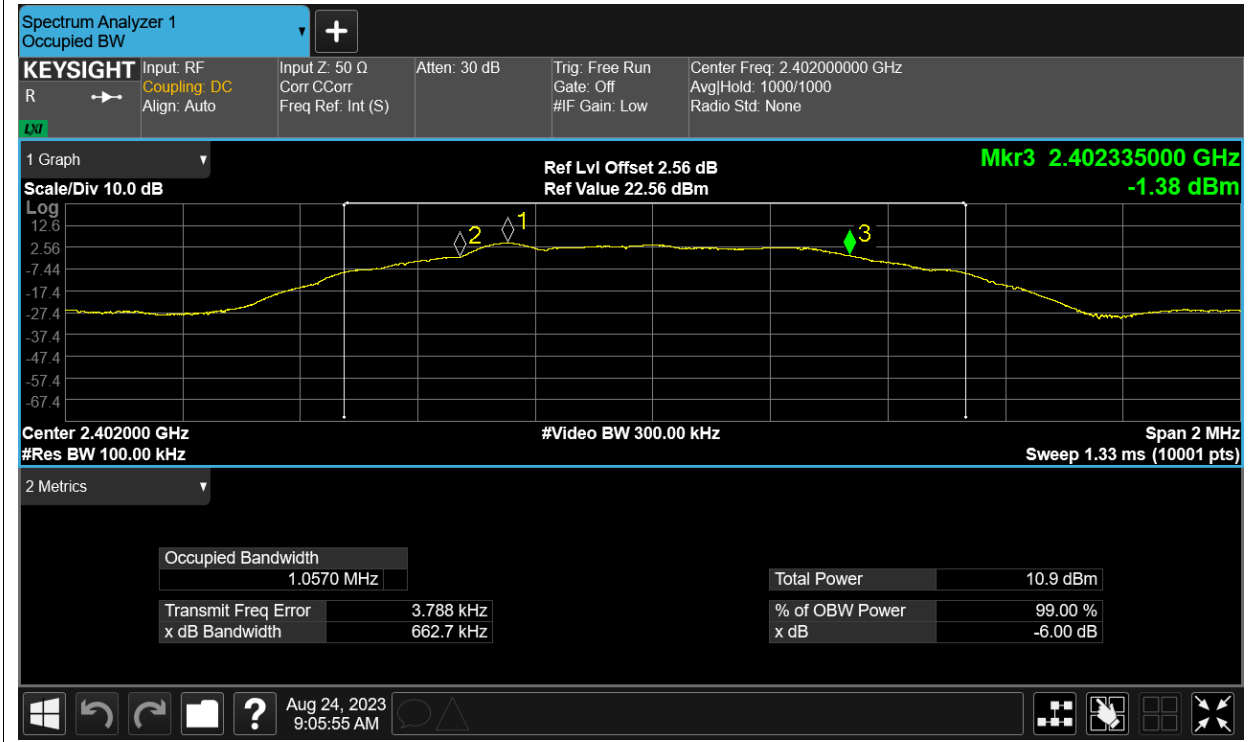 Spectrum Analyzer 1
Occupied BW
KEYSIGHT
R
LXI
Input: RF
Coupling: DC
Align: Auto
Input Z: 50 Ω
Corr CCorr
Freq Ref: Int (S)
Atten: 30 dB
Trig: Free Run
Gate: Off
#IF Gain: Low
Center Freq: 2.402000000 GHz
Avg|Hold: 1000/1000
Radio Std: None
1 Graph
Scale/Div 10.0 dB
Ref Lvl Offset 2.56 dB
Ref Value 22.56 dBm
Mkr3 2.402335000 GHz
-1.38 dBm
Log
12.6
2.56
-7.44
-17.4
-27.4
-37.4
-47.4
-57.4
-67.4
2
1
3
Center 2.402000 GHz
#Video BW 300.00 kHz
Span 2 MHz
#Res BW 100.00 kHz
Sweep 1.33 ms (10001 pts)
2 Metrics
Occupied Bandwidth
1.0570 MHz
Transmit Freq Error 3.788 kHz
x dB Bandwidth 662.7 kHz
Total Power 10.9 dBm
% of OBW Power 99.00 %
x dB -6.00 dB
?
Aug 24, 2023
9:05:55 AM